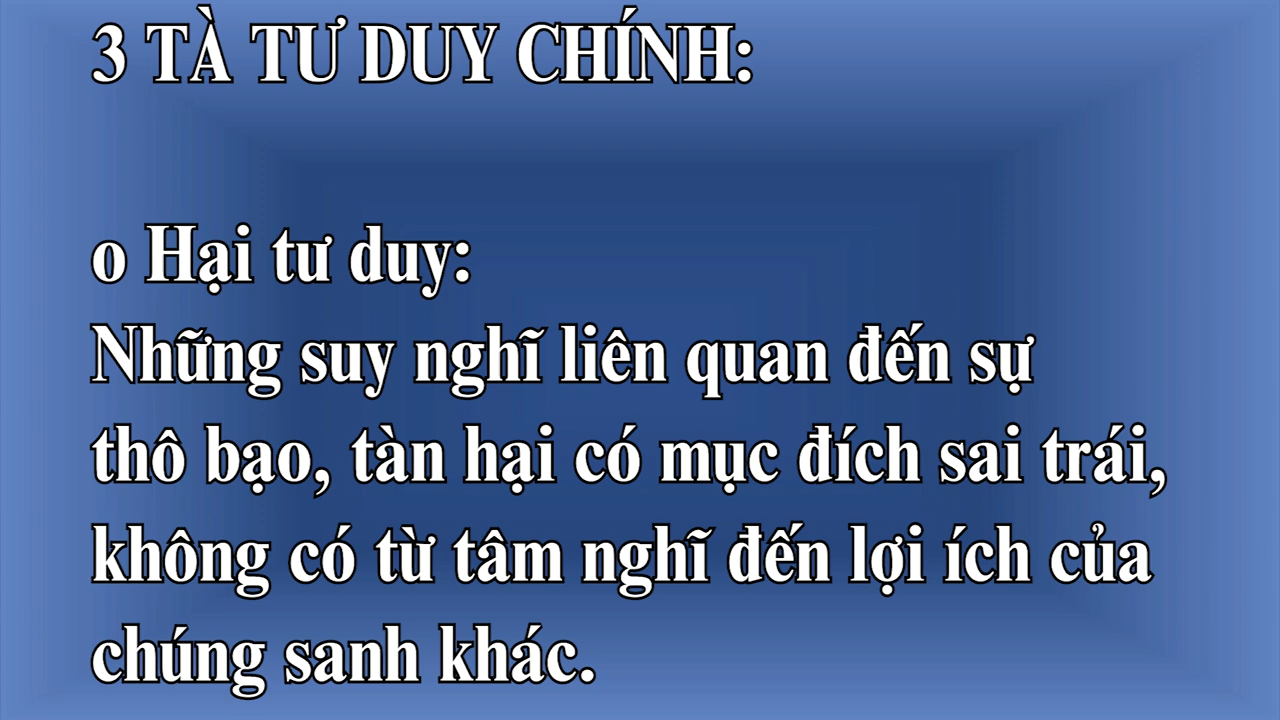 3 TÀ TƯ DUY CHÍNH:
o Hại tư duy:
Những suy nghĩ liên quan đến sự
thô bạo, tàn hại có mục đích sai trái,
không có từ tâm nghĩ đến lợi ích của
chúng sanh khác.